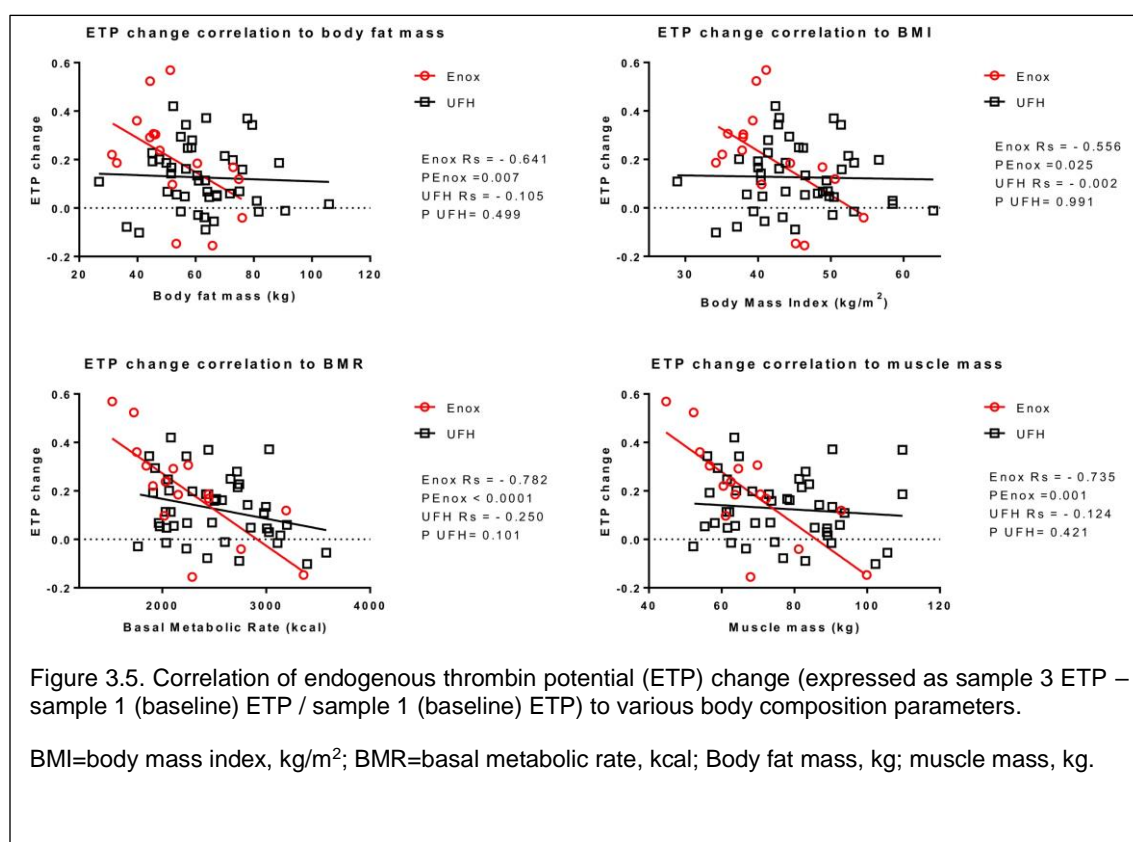 ETP change correlation to body fat mass
0.6
0.4
0.2
0.0
-0.2
ETP change
20 40 60 80 100 120
Body fat mass (kg)
Enox
UFH
Enox Rs = - 0.641
PEnox =0.007
UFH Rs = - 0.105
P UFH= 0.499
ETP change correlation to BMI
0.6
0.4
0.2
0.0
-0.2
ETP change
30 40 50 60
Body Mass Index (kg/m²)
Enox
UFH
Enox Rs = - 0.556
PEnox =0.025
UFH Rs = - 0.002
P UFH= 0.991
ETP change correlation to BMR
0.6
0.4
0.2
0.0
-0.2
ETP change
2000 3000 4000
Basal Metabolic Rate (kcal)
Enox
UFH
Enox Rs = - 0.782
PEnox < 0.0001
UFH Rs = - 0.250
P UFH= 0.101
ETP change correlation to muscle mass
0.6
0.4
0.2
0.0
-0.2
ETP change
40 60 80 100 120
Muscle mass (kg)
Enox
UFH
Enox Rs = - 0.735
PEnox =0.001
UFH Rs = - 0.124
P UFH= 0.421
Figure 3.5. Correlation of endogenous thrombin potential (ETP) change (expressed as sample 3 ETP –
sample 1 (baseline) ETP / sample 1 (baseline) ETP) to various body composition parameters.
BMI=body mass index, kg/m²; BMR=basal metabolic rate, kcal; Body fat mass, kg; muscle mass, kg.